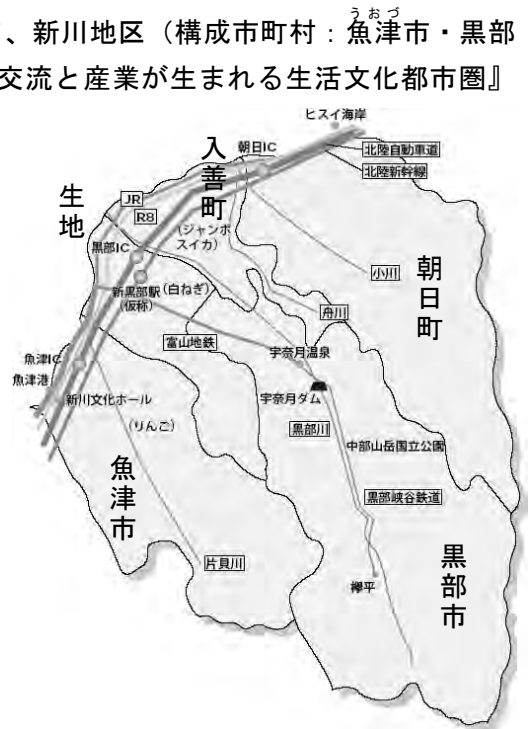 、新川地区（構成市町村：魚津市・黒部
うおづ
交流と産業が生まれる生活文化都市圏』
ヒスイ海岸
朝日IC
北陸自動車道
北陸新幹線
入善町
(ジャンボ
スイカ)
JR
R8
生地
黒部IC
新黒部駅
(仮称)
(白ねぎ)
小川
朝日町
舟川
富山地鉄
宇奈月温泉
魚津IC
魚津港
新川文化ホール
(りんご)
宇奈月ダム
黒部川
中部山岳国立公園
魚津市
黒部峡谷鉄道
片貝川
欅平
黒部市